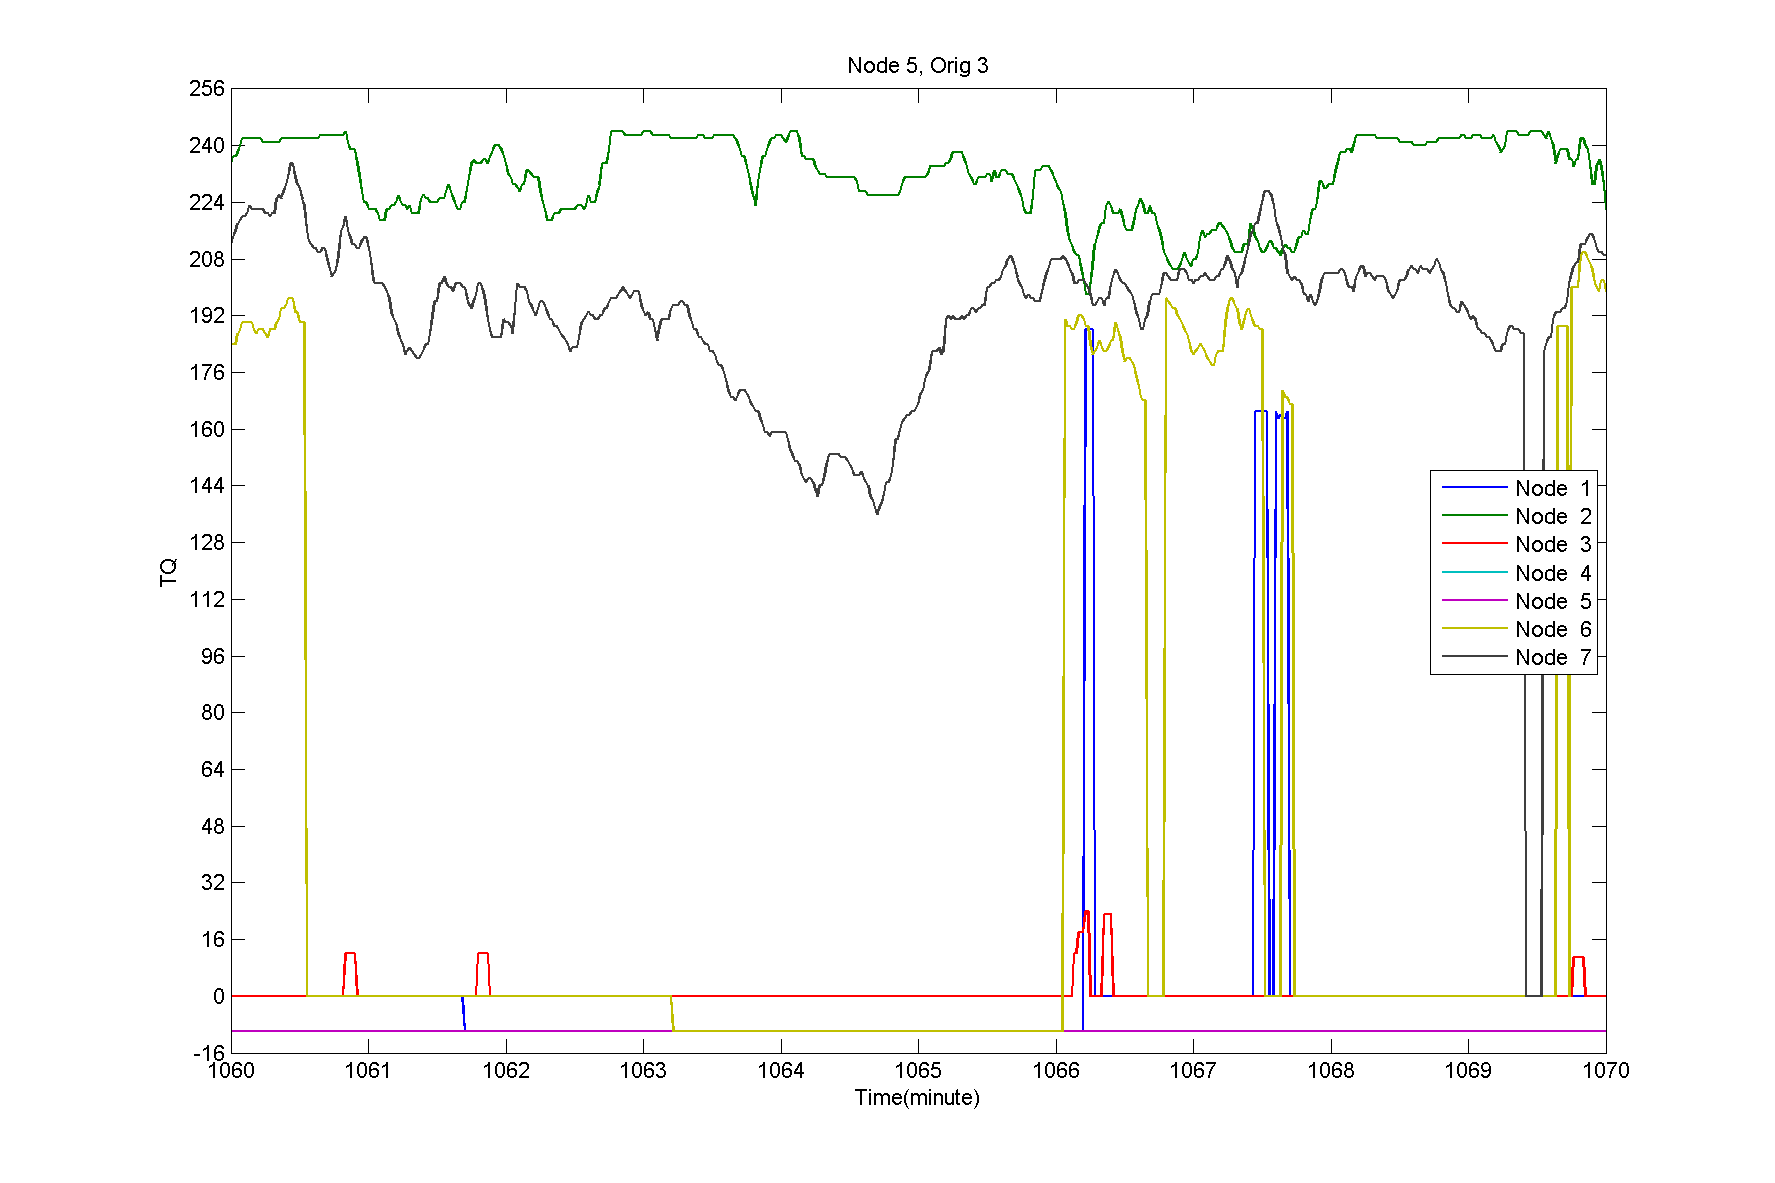 Node 5, Orig 3
256
240
224
208
192
176
160
144
128
112
96
80
64
48
32
16
0
-16
TQ
Node 1
Node 2
Node 3
Node 4
Node 5
Node 6
Node 7
1060 1061 1062 1063 1064 1065 1066 1067 1068 1069 1070
Time(minute)